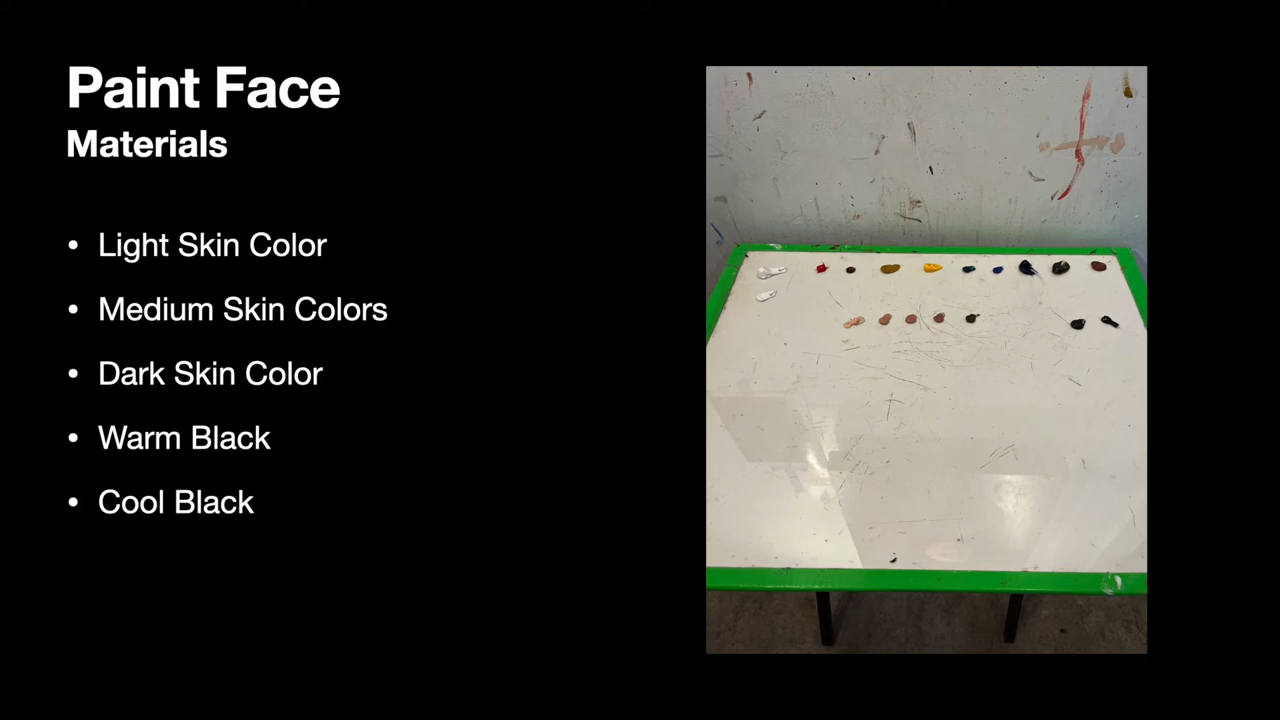 Paint Face
Materials
• Light Skin Color
• Medium Skin Colors
• Dark Skin Color
• Warm Black
• Cool Black